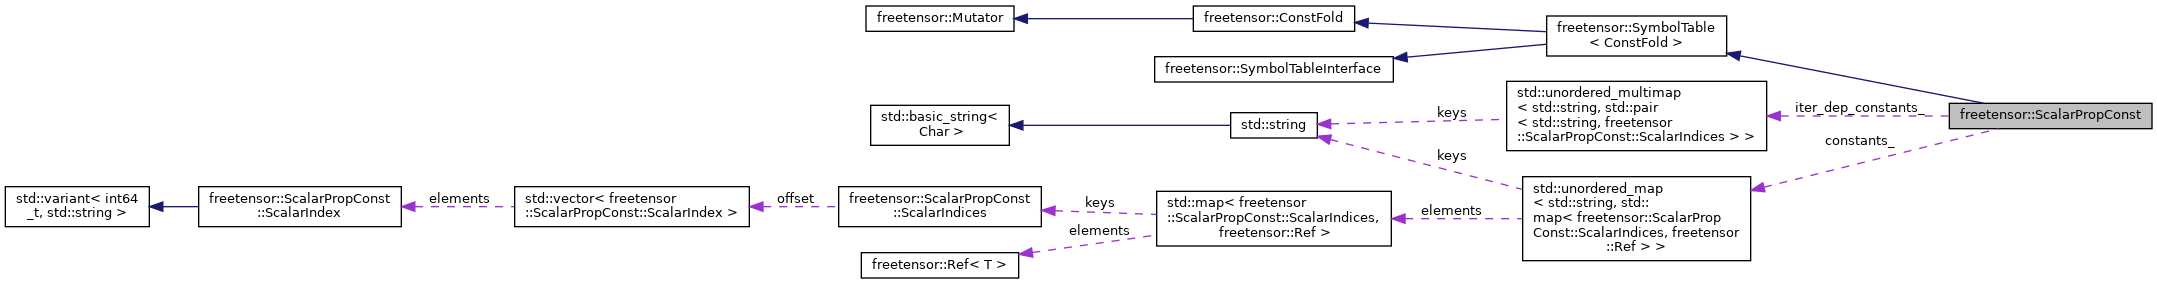 freetensor::Mutator
freetensor::ConstFold
freetensor::SymbolTable
< ConstFold >
freetensor::SymbolTableInterface
std::basic_string<
Char >
std::string
keys
keys
std::unordered_multimap
< std::string, std::pair
< std::string, freetensor
::ScalarPropConst::ScalarIndices > >
iter_dep_constants_
constants_
freetensor::ScalarPropConst
std::variant< int64
_t, std::string >
freetensor::ScalarPropConst
::ScalarIndex
elements
std::vector< freetensor
::ScalarPropConst::ScalarIndex >
offset
freetensor::ScalarPropConst
::ScalarIndices
keys
elements
freetensor::Ref< T >
std::map< freetensor
::ScalarPropConst::ScalarIndices,
freetensor::Ref >
elements
std::unordered_map
< std::string, std::
map< freetensor::ScalarProp
Const::ScalarIndices, freetensor
::Ref > >